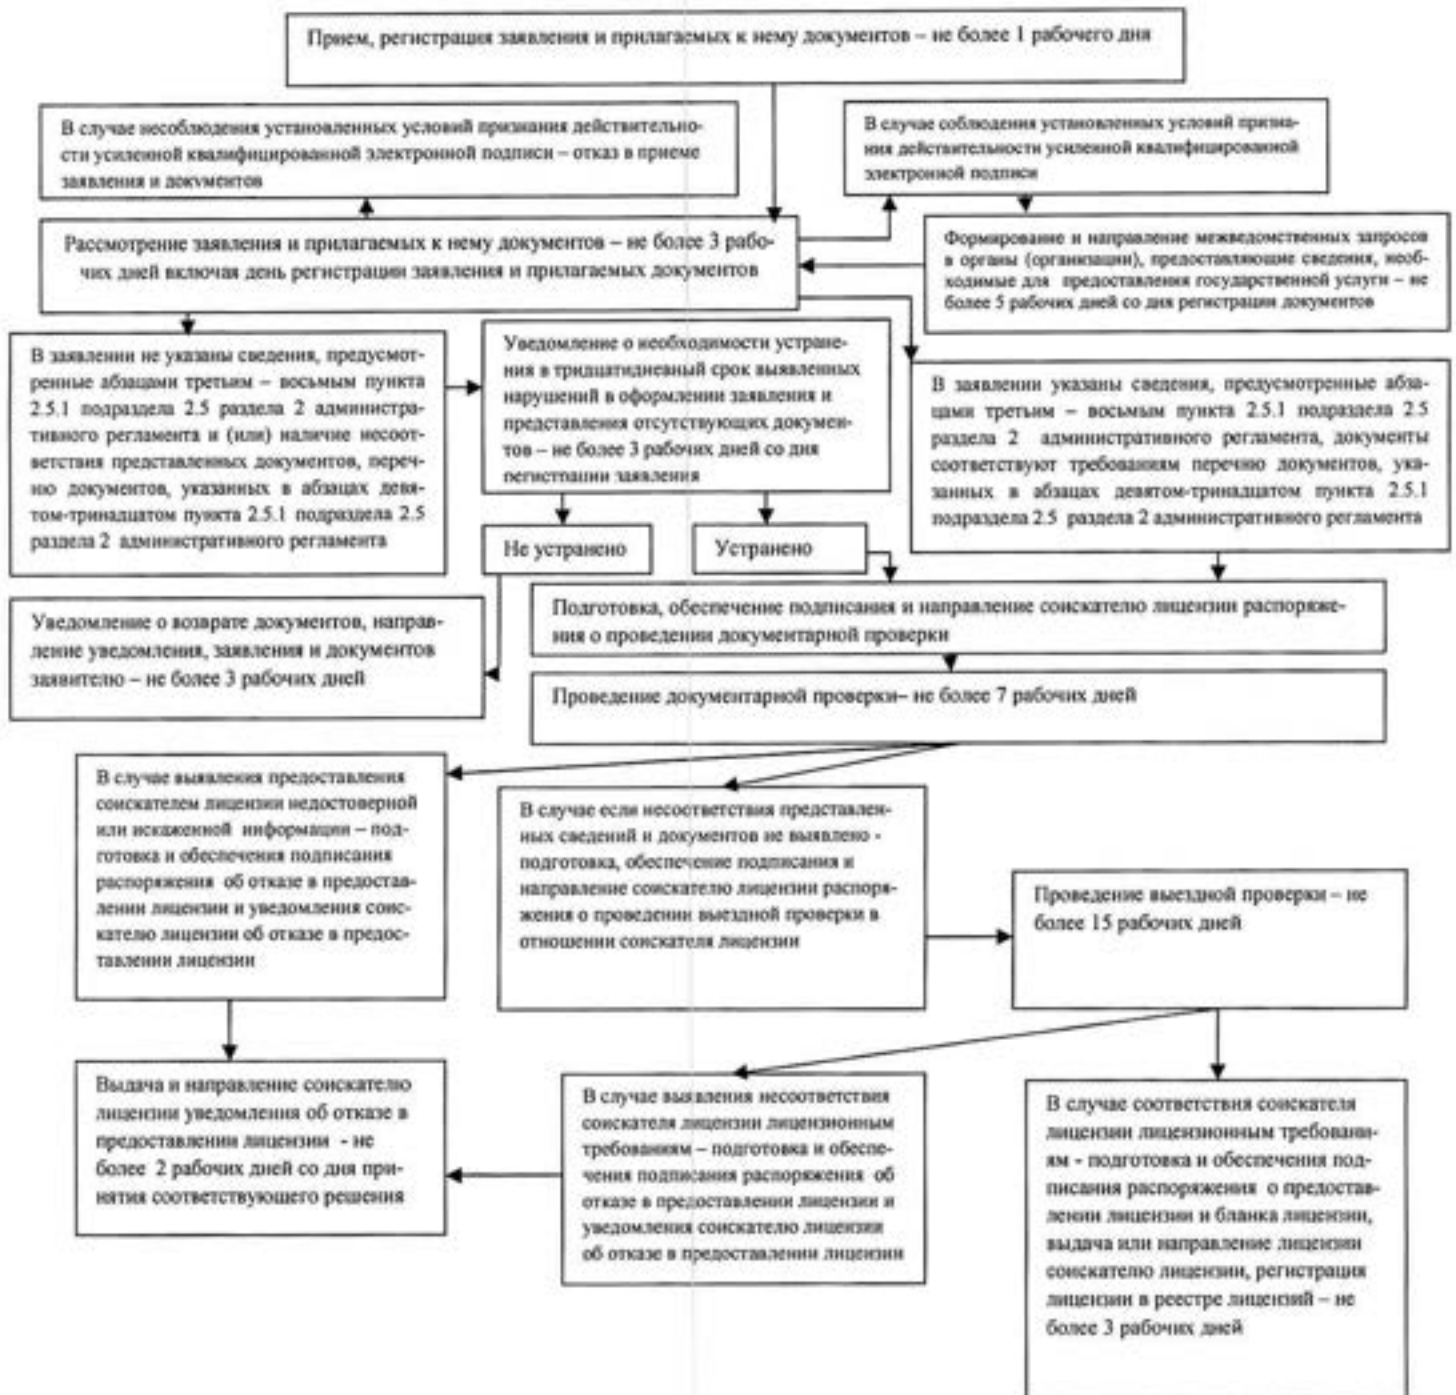 Прием, регистрация заявления и прилагаемых к нему документов – не более 1 рабочего дня
В случае несоблюдения установленных условий признания действительно-
сти усиленной квалифицированной электронной подписи – отказ в приеме
заявления и документов
В случае соблюдения установленных условий призна-
ния действительности усиленной квалифицированной
электронной подписи
Рассмотрение заявления и прилагаемых к нему документов – не более 3 рабо-
чих дней включая день регистрации заявления и прилагаемых документов
Формирование и направление межведомственных запросов
в органы (организации), предоставляющие сведения, необ-
ходимые для предоставления государственной услуги – не
более 5 рабочих дней со дня регистрации документов
В заявлении не указаны сведения, предусмот-
ренные абзацами третьим – восьмым пункта
2.5.1 подраздела 2.5 раздела 2 администра-
тивного регламента и (или) наличие несоот-
ветствия представленных документов, переч-
ню документов, указанных в абзацах девя-
том-тринадцатом пункта 2.5.1 подраздела 2.5
раздела 2 административного регламента
Уведомление о необходимости устране-
ния в тридцатидневный срок выявленных
нарушений в оформлении заявления и
представления отсутствующих докумен-
тов – не более 3 рабочих дней со дня
регистрации заявления
В заявлении указаны сведения, предусмотренные абза-
цами третьим – восьмым пункта 2.5.1 подраздела 2.5
раздела 2 административного регламента, документы
соответствуют требованиям перечню документов, ука-
занных в абзацах девятом-тринадцатом пункта 2.5.1
подраздела 2.5 раздела 2 административного регламента
Не устранено
Устранено
Уведомление о возврате документов, направ-
ление уведомления, заявления и документов
заявителю – не более 3 рабочих дней
Подготовка, обеспечение подписания и направление соискателю лицензии распоряже-
ния о проведении документарной проверки
Проведение документарной проверки– не более 7 рабочих дней
В случае выявления предоставления
соискателем лицензии недостоверной
или искаженной информации – под-
готовка и обеспечения подписания
распоряжения об отказе в предостав-
лении лицензии и уведомления соис-
кателю лицензии об отказе в предос-
тавлении лицензии
В случае если несоответствия представлен-
ных сведений и документов не выявлено -
подготовка, обеспечение подписания и
направление соискателю лицензии распоря-
жения о проведении выездной проверки в
отношении соискателя лицензии
Проведение выездной проверки – не
более 15 рабочих дней
Выдача и направление соискателю
лицензии уведомления об отказе в
предоставлении лицензии - не
более 2 рабочих дней со дня при-
нятия соответствующего решения
В случае выявления несоответствия
соискателя лицензии лицензионным
требованиям – подготовка и обеспе-
чения подписания распоряжения об
отказе в предоставлении лицензии и
уведомления соискателю лицензии
об отказе в предоставлении лицензии
В случае соответствия соискателя
лицензии лицензионным требовани-
ям - подготовка и обеспечения под-
писания распоряжения о предостав-
лении лицензии и бланка лицензии,
выдача или направление лицензии
соискателю лицензии, регистрация
лицензии в реестре лицензий – не
более 3 рабочих дней